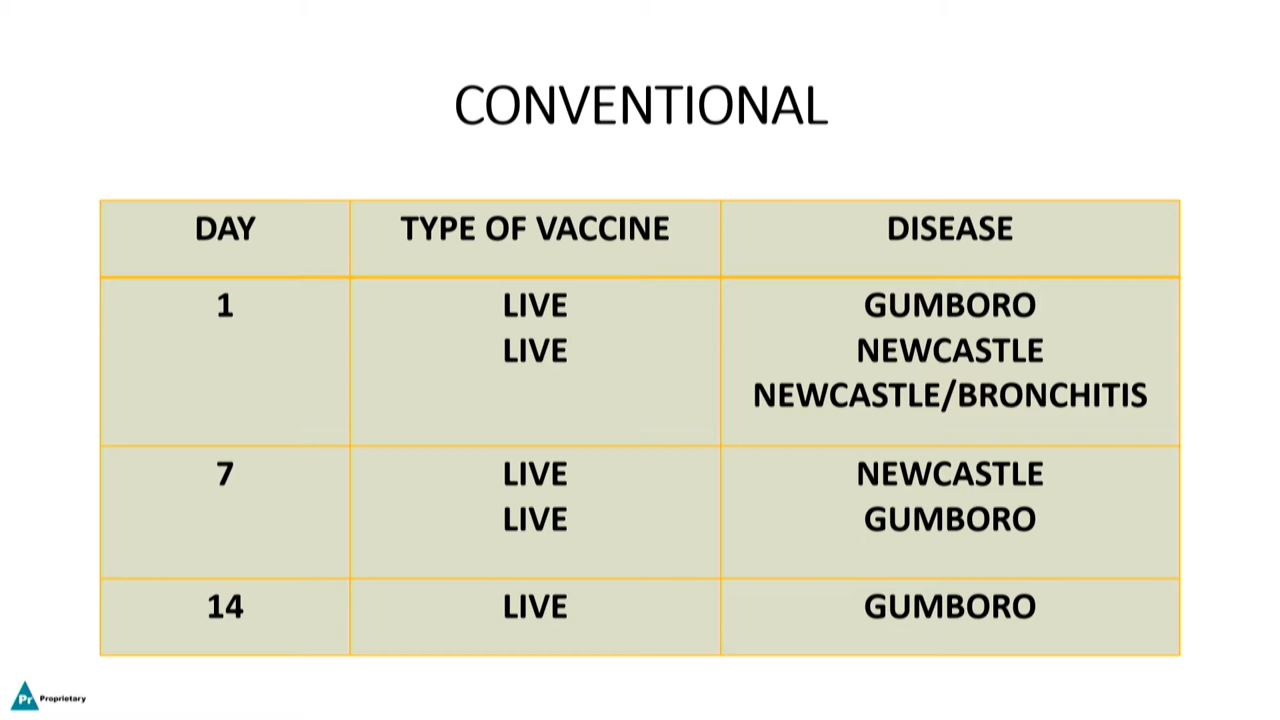 CONVENTIONAL
DAY TYPE OF VACCINE DISEASE
1 LIVE GUMBORO
LIVE NEWCASTLE
NEWCASTLE/BRONCHITIS
7 LIVE NEWCASTLE
LIVE GUMBORO
14 LIVE GUMBORO
Pr Proprietary